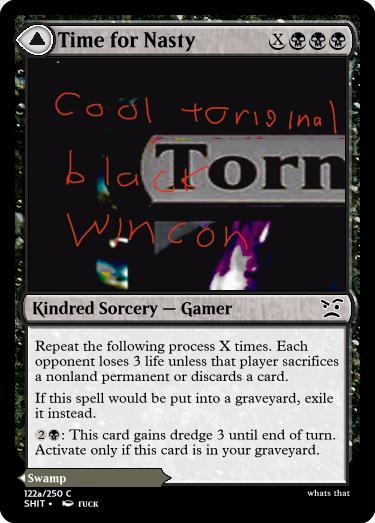 Time for Nasty X
Cool toriginal
Torn
black
Wincon
Kindred Sorcery — Gamer
Repeat the following process X times. Each
opponent loses 3 life unless that player sacrifices
a nonland permanent or discards a card.
If this spell would be put into a graveyard, exile
it instead.
2: This card gains dredge 3 until end of turn.
Activate only if this card is in your graveyard.
Swamp
122a/250 C
SHIT • FUCK
whats that